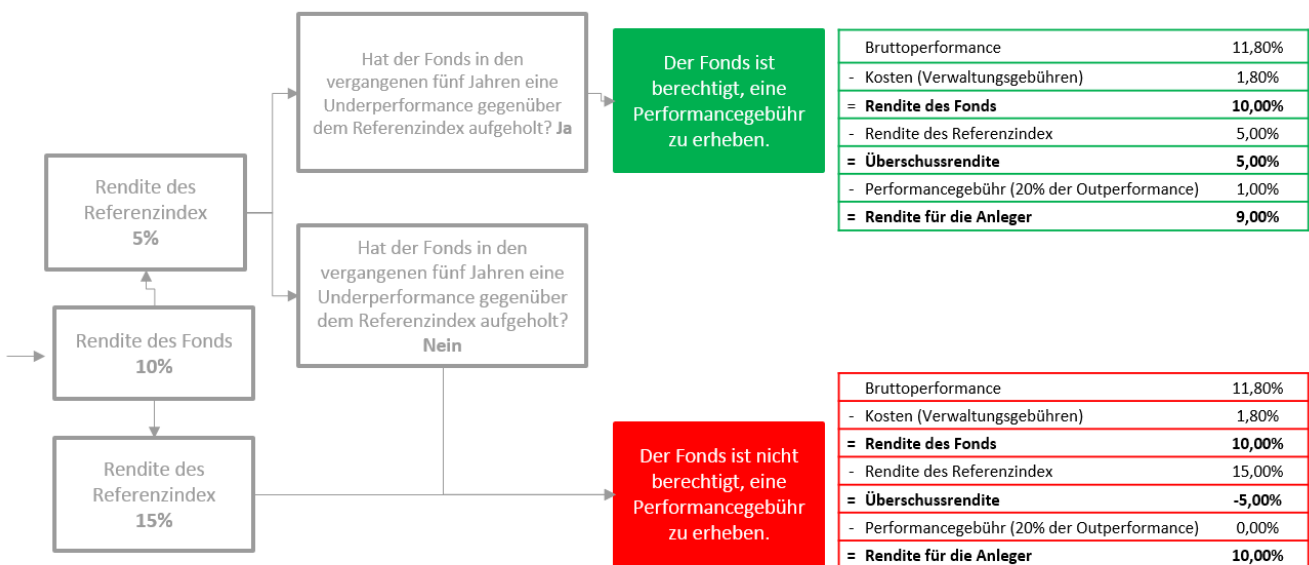 Hat der Fonds in den
vergangenen fünf Jahren eine
Underperformance gegenüber
dem Referenzindex aufgeholt? Ja
Der Fonds ist
berechtigt, eine
Performancegebühr
zu erheben.
Bruttoperformance 11,80%
- Kosten (Verwaltungsgebühren) 1,80%
= Rendite des Fonds 10,00%
- Rendite des Referenzindex 5,00%
= Überschussrendite 5,00%
- Performancegebühr (20% der Outperformance) 1,00%
= Rendite für die Anleger 9,00%
Rendite des
Referenzindex
5%
Hat der Fonds in den
vergangenen fünf Jahren eine
Underperformance gegenüber
dem Referenzindex aufgeholt?
Nein
Rendite des Fonds
10%
Rendite des
Referenzindex
15%
Der Fonds ist nicht
berechtigt, eine
Performancegebühr
zu erheben.
Bruttoperformance 11,80%
- Kosten (Verwaltungsgebühren) 1,80%
= Rendite des Fonds 10,00%
- Rendite des Referenzindex 15,00%
= Überschussrendite -5,00%
- Performancegebühr (20% der Outperformance) 0,00%
= Rendite für die Anleger 10,00%